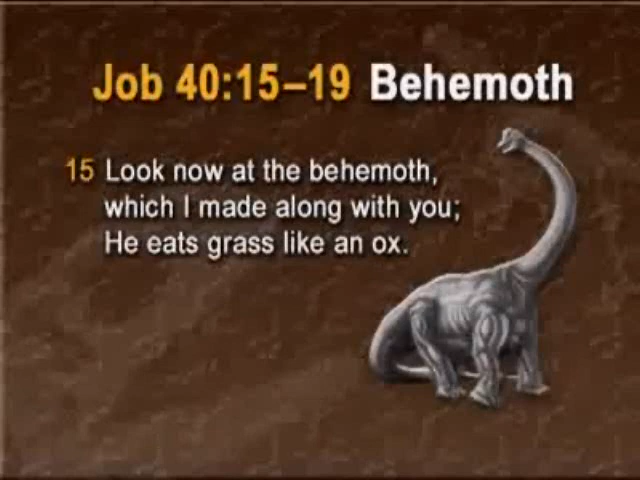 Job 40:15–19 Behemoth
15 Look now at the behemoth,
which I made along with you;
He eats grass like an ox.